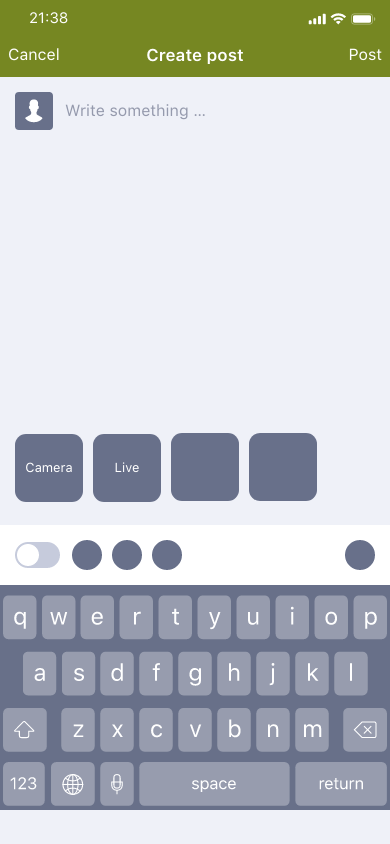 21:38
Cancel Create post Post
Write something ...
Camera Live
q w e r t y u i o p
a s d f g h j k l
z x c v b n m
123 space return